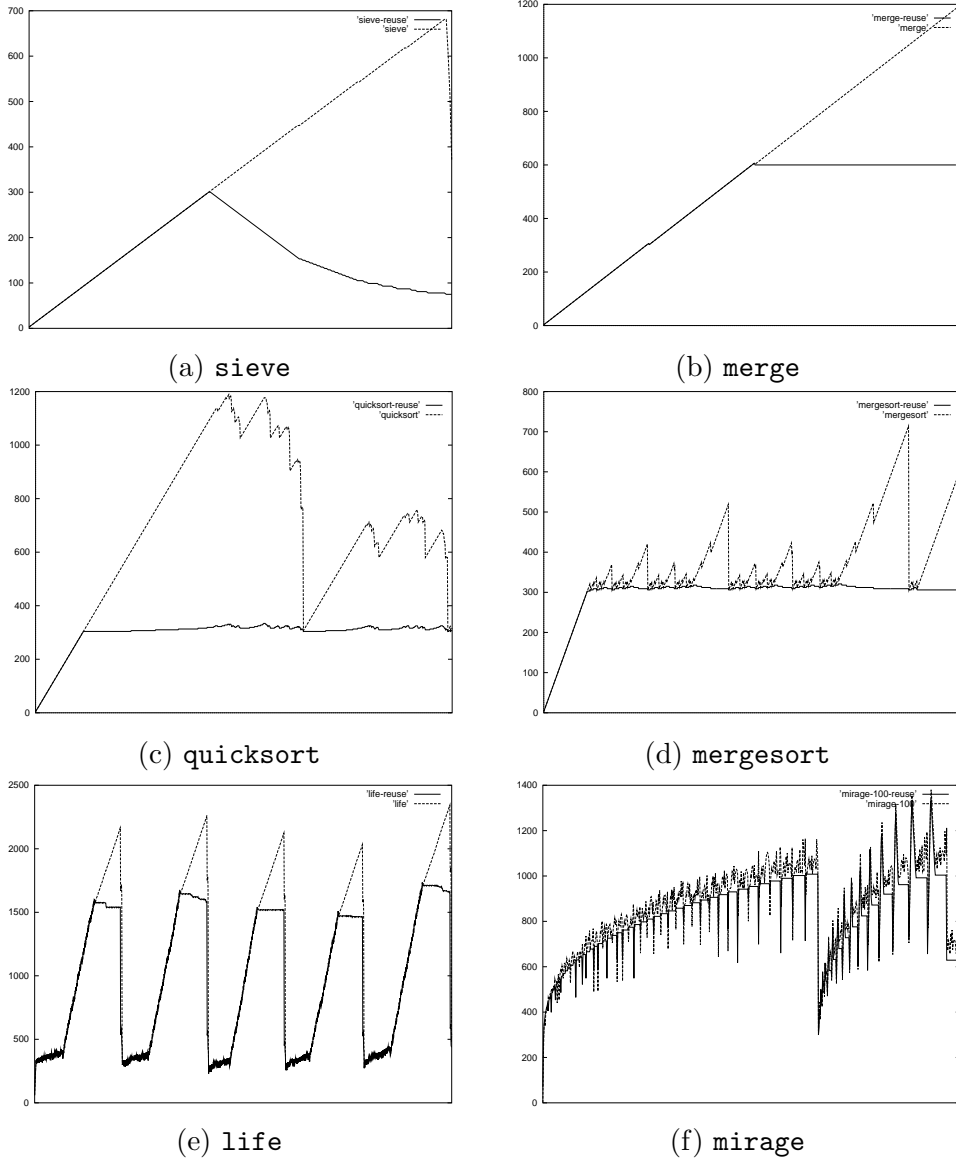 700
600
500
400
300
200
100
0
'sieve-reuse'
'sieve'
(a) sieve
1200
1000
800
600
400
200
0
'merge-reuse'
'merge'
(b) merge
1200
1000
800
600
400
200
0
'quicksort-reuse'
'quicksort'
(c) quicksort
800
700
600
500
400
300
200
100
0
'mergesort-reuse'
'mergesort'
(d) mergesort
2500
2000
1500
1000
500
0
'life-reuse'
'life'
(e) life
1400
1200
1000
800
600
400
200
0
'mirage-100-reuse'
'mirage-100'
(f) mirage